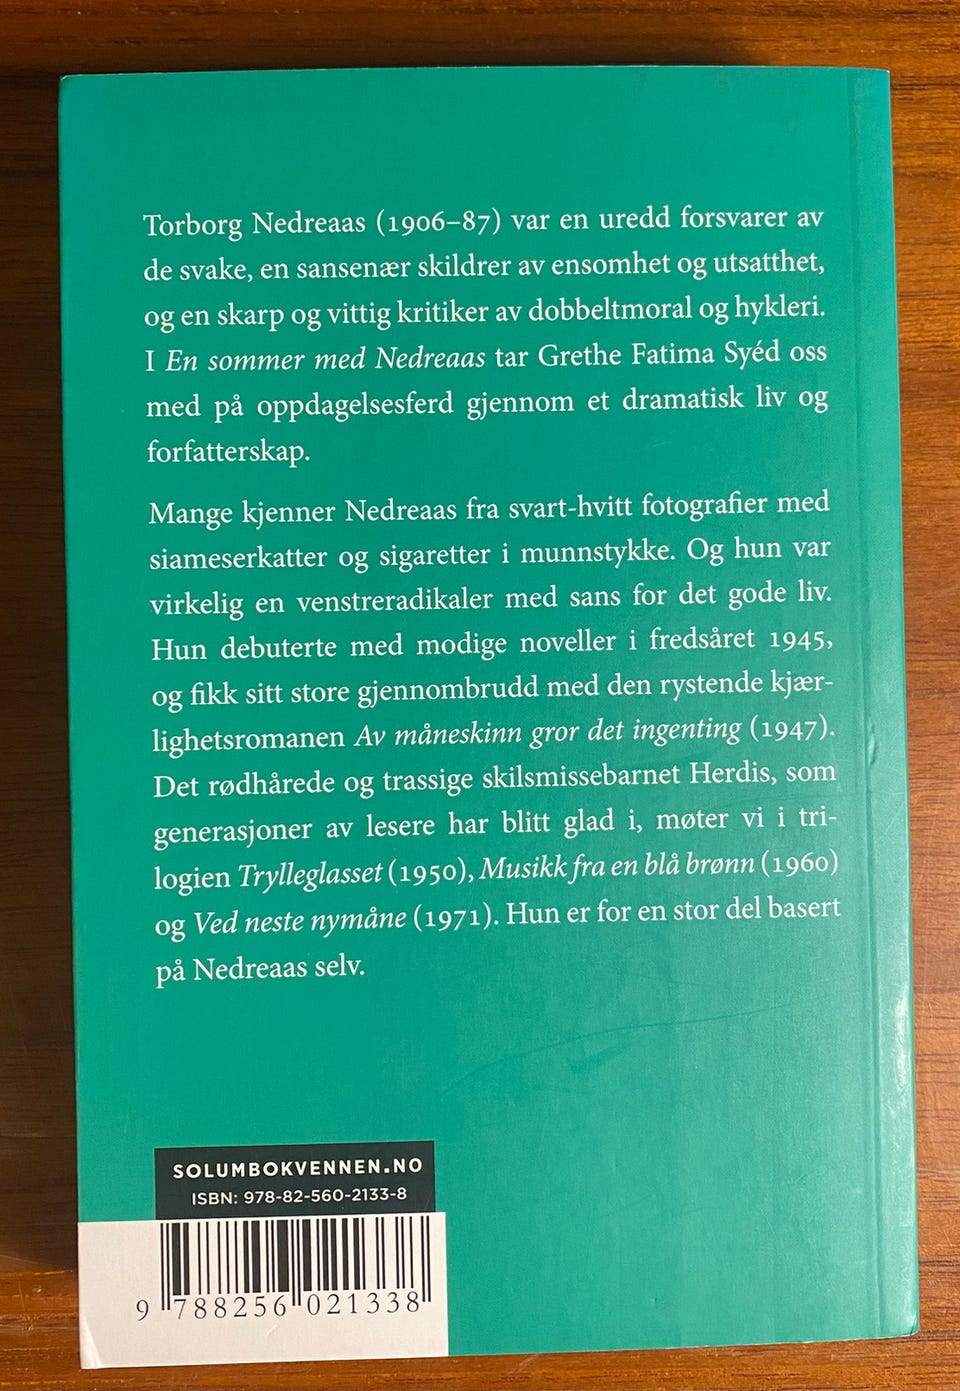 Torborg Nedreaas (1906–87) var en uredd forsvarer av
de svake, en sansenær skildrer av ensomhet og utsatthet,
og en skarp og vittig kritiker av dobbeltmoral og hykleri.
I En sommer med Nedreaas tar Grethe Fatima Syéd oss
med på oppdagelsesferd gjennom et dramatisk liv og
forfatterskap.
Mange kjenner Nedreaas fra svart-hvitt fotografier med
siameserkatter og sigaretter i munnstykke. Og hun var
virkelig en venstreradikaler med sans for det gode liv.
Hun debuterte med modige noveller i fredsåret 1945,
og fikk sitt store gjennombrudd med den rystende kjær-
lighetsromanen Av måneskinn gror det ingenting (1947).
Det rødhårede og trassige skilsmissebarnet Herdis, som
generasjoner av lesere har blitt glad i, møter vi i tri-
logien Trylleglasset (1950), Musikk fra en blå brønn (1960)
og Ved neste nymåne (1971). Hun er for en stor del basert
på Nedreaas selv.
SOLUMBOKVENNEN.NO
ISBN: 978-82-560-2133-8
9 788256 021338